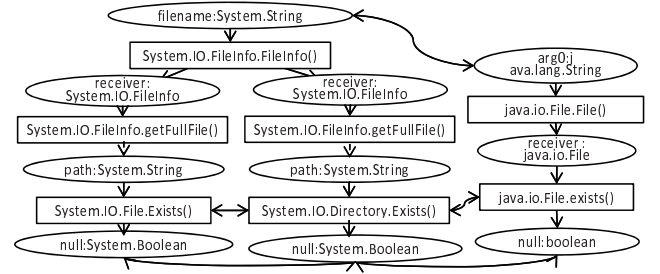 filename:System.String
System.IO.FileInfo.FileInfo()
receiver:
System.IO.FileInfo
System.IO.FileInfo.getFullFile()
path:System.String
System.IO.File.Exists()
null:System.Boolean
receiver:
System.IO.FileInfo
System.IO.FileInfo.getFullFile()
path:System.String
System.IO.Directory.Exists()
null:System.Boolean
arg0:j
ava.lang.String
java.io.File.File()
receiver :
java.io.File
java.io.File.exists()
null:boolean